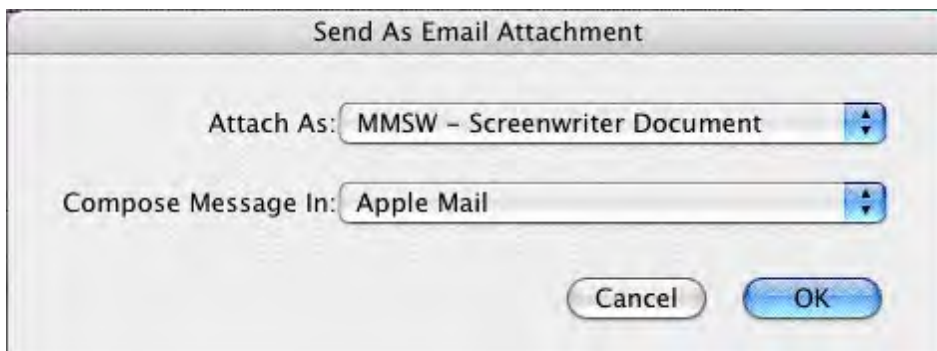 Send As Email Attachment
Attach As: MMSW – Screenwriter Document
Compose Message In: Apple Mail
Cancel OK